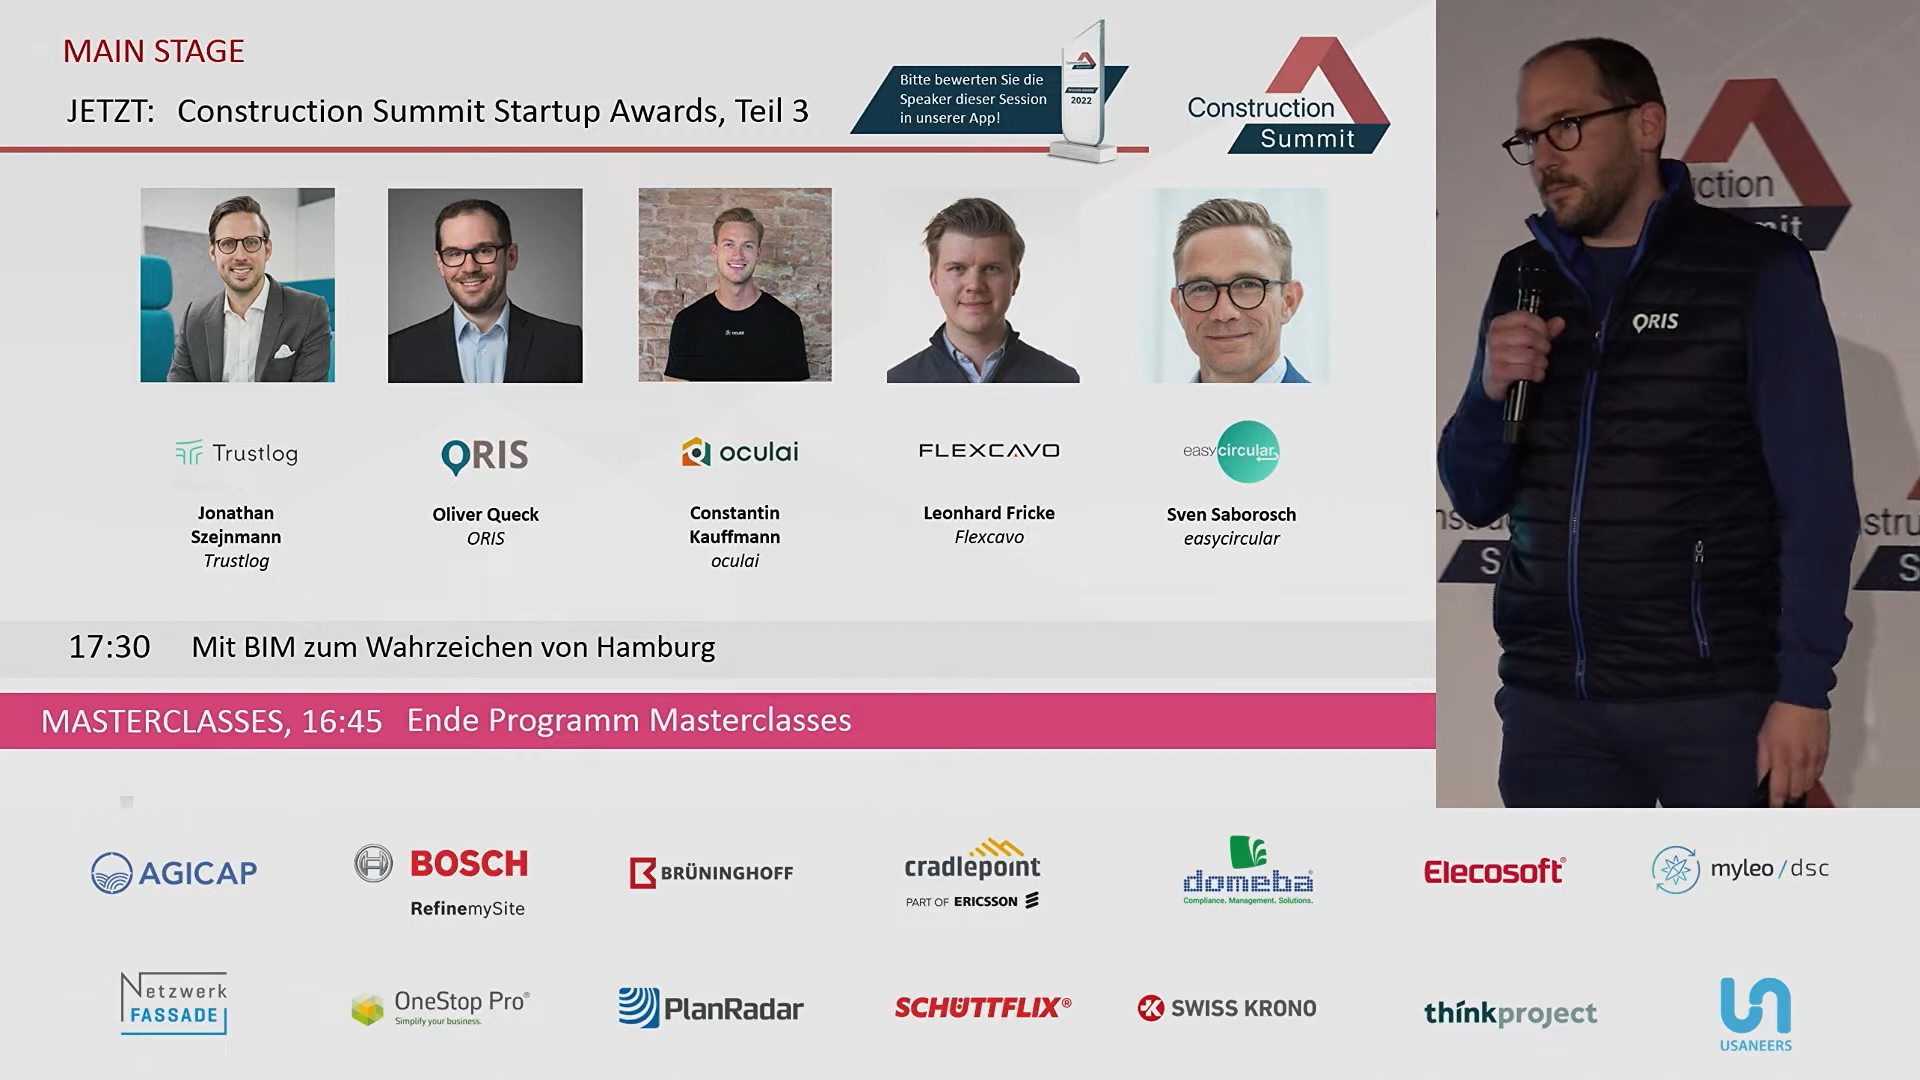 MAIN STAGE
JETZT: Construction Summit Startup Awards, Teil 3
Bitte bewerten Sie die
Speaker dieser Session
in unserer App!
2022
Construction
Summit
Trustlog
ORIS
oculai
FLEXCAVO
easycircular
Jonathan
Szejnmann
Trustlog
Oliver Queck
ORIS
Constantin
Kauffmann
oculai
Leonhard Fricke
Flexcavo
Sven Saborosch
easycircular
17:30 Mit BIM zum Wahrzeichen von Hamburg
MASTERCLASSES, 16:45 Ende Programm Masterclasses
ction
mit
ORIS
S
stru
S
AGICAP
BOSCH
RefinemySite
BRÜNINGHOFF
cradlepoint
PART OF ERICSSON
domeba®
Compliance. Management. Solutions.
Elecosoft®
myleo / dsc
Netzwerk
FASSADE
OneStop Pro®
Simplify your business.
PlanRadar
SCHÜTTFLIX®
SWISS KRONO
thinkproject
USANEERS